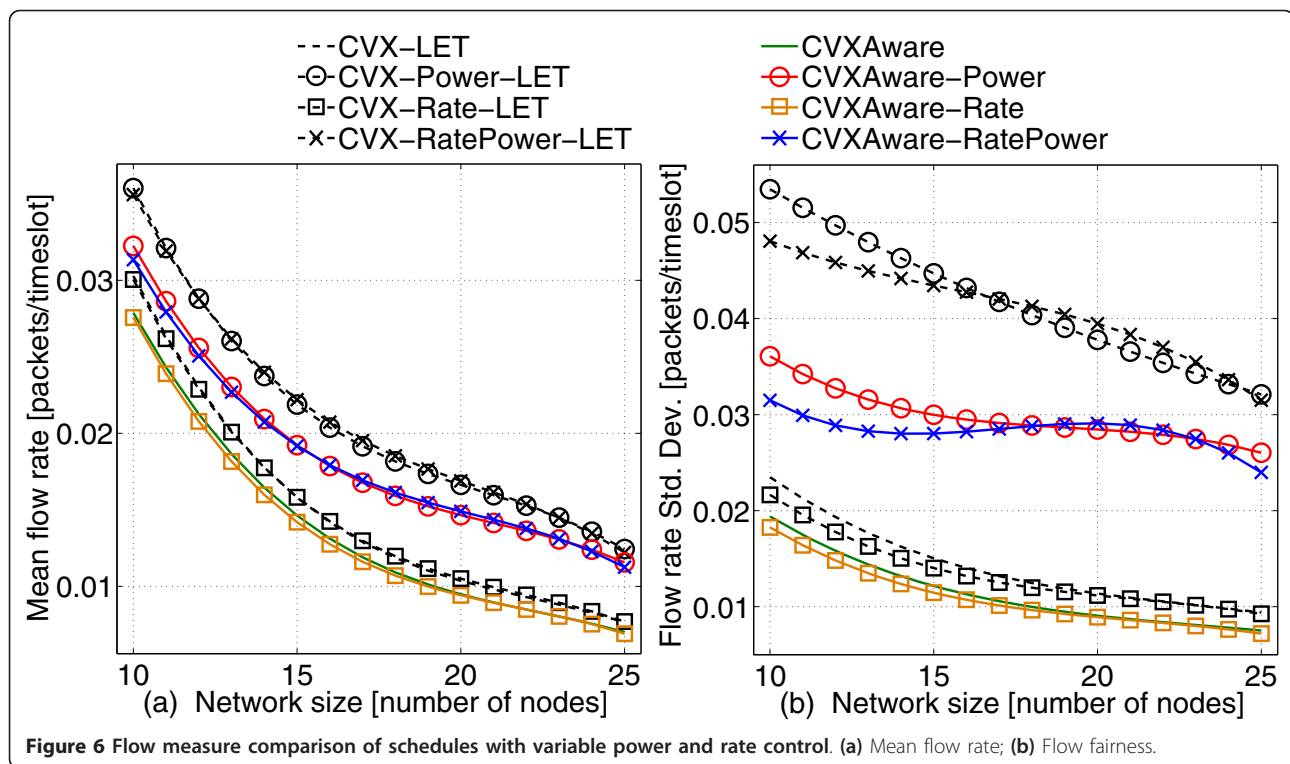 CVX−LET
CVX−Power−LET
CVX−Rate−LET
CVX−RatePower−LET
CVXAware
CVXAware−Power
CVXAware−Rate
CVXAware−RatePower
Mean flow rate [packets/timeslot]
0.03
0.02
0.01
10 15 20 25
(a) Network size [number of nodes]
Flow rate Std. Dev. [packets/timeslot]
0.05
0.04
0.03
0.02
0.01
10 15 20 25
(b) Network size [number of nodes]
Figure 6 Flow measure comparison of schedules with variable power and rate control. (a) Mean flow rate; (b) Flow fairness.